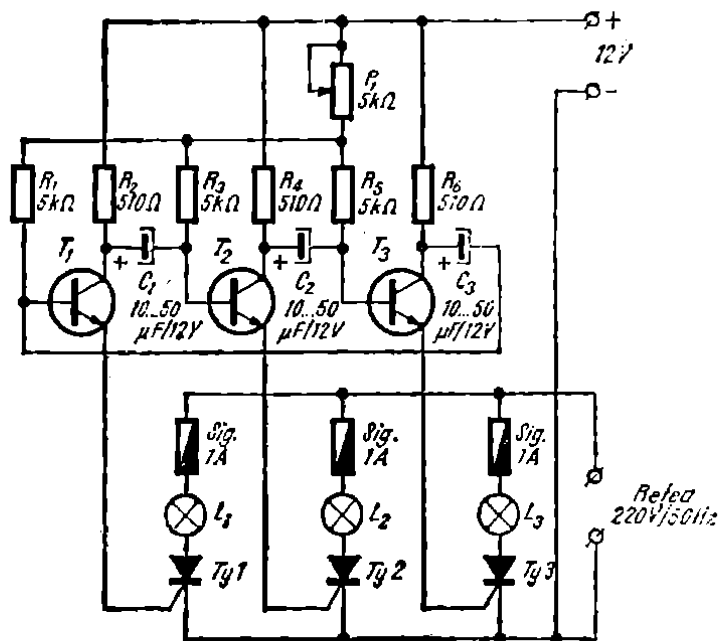 +
12V
-
P1
5kΩ
R1
5kΩ
R2
510Ω
R3
5kΩ
R4
510Ω
R5
5kΩ
R6
510Ω
T1
T2
T3
+
C1
10...50
μF/12V
+
C2
10...50
μF/12V
+
C3
10...50
μF/12V
Sig.
1A
Sig.
1A
Sig.
1A
L1
L2
L3
Rețea
220V/50Hz
Ty1
Ty2
Ty3